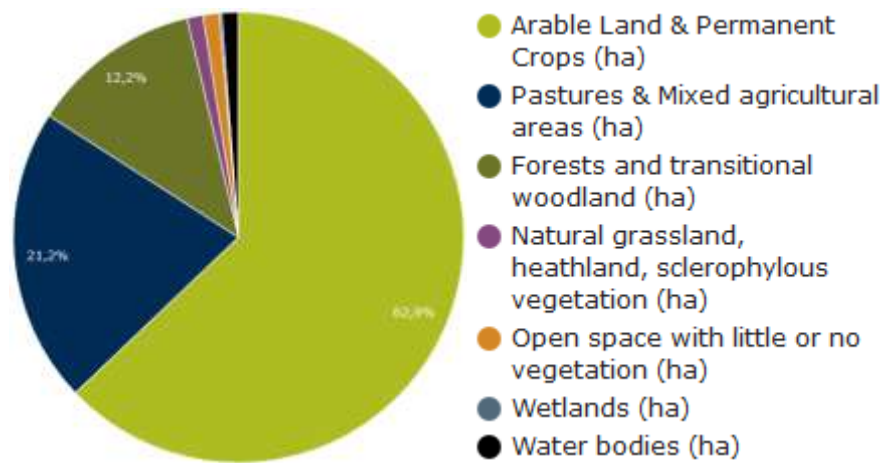 12,2%
21,2%
62,9%
Arable Land & Permanent
Crops (ha)
Pastures & Mixed agricultural
areas (ha)
Forests and transitional
woodland (ha)
Natural grassland,
heathland, sclerophylous
vegetation (ha)
Open space with little or no
vegetation (ha)
Wetlands (ha)
Water bodies (ha)